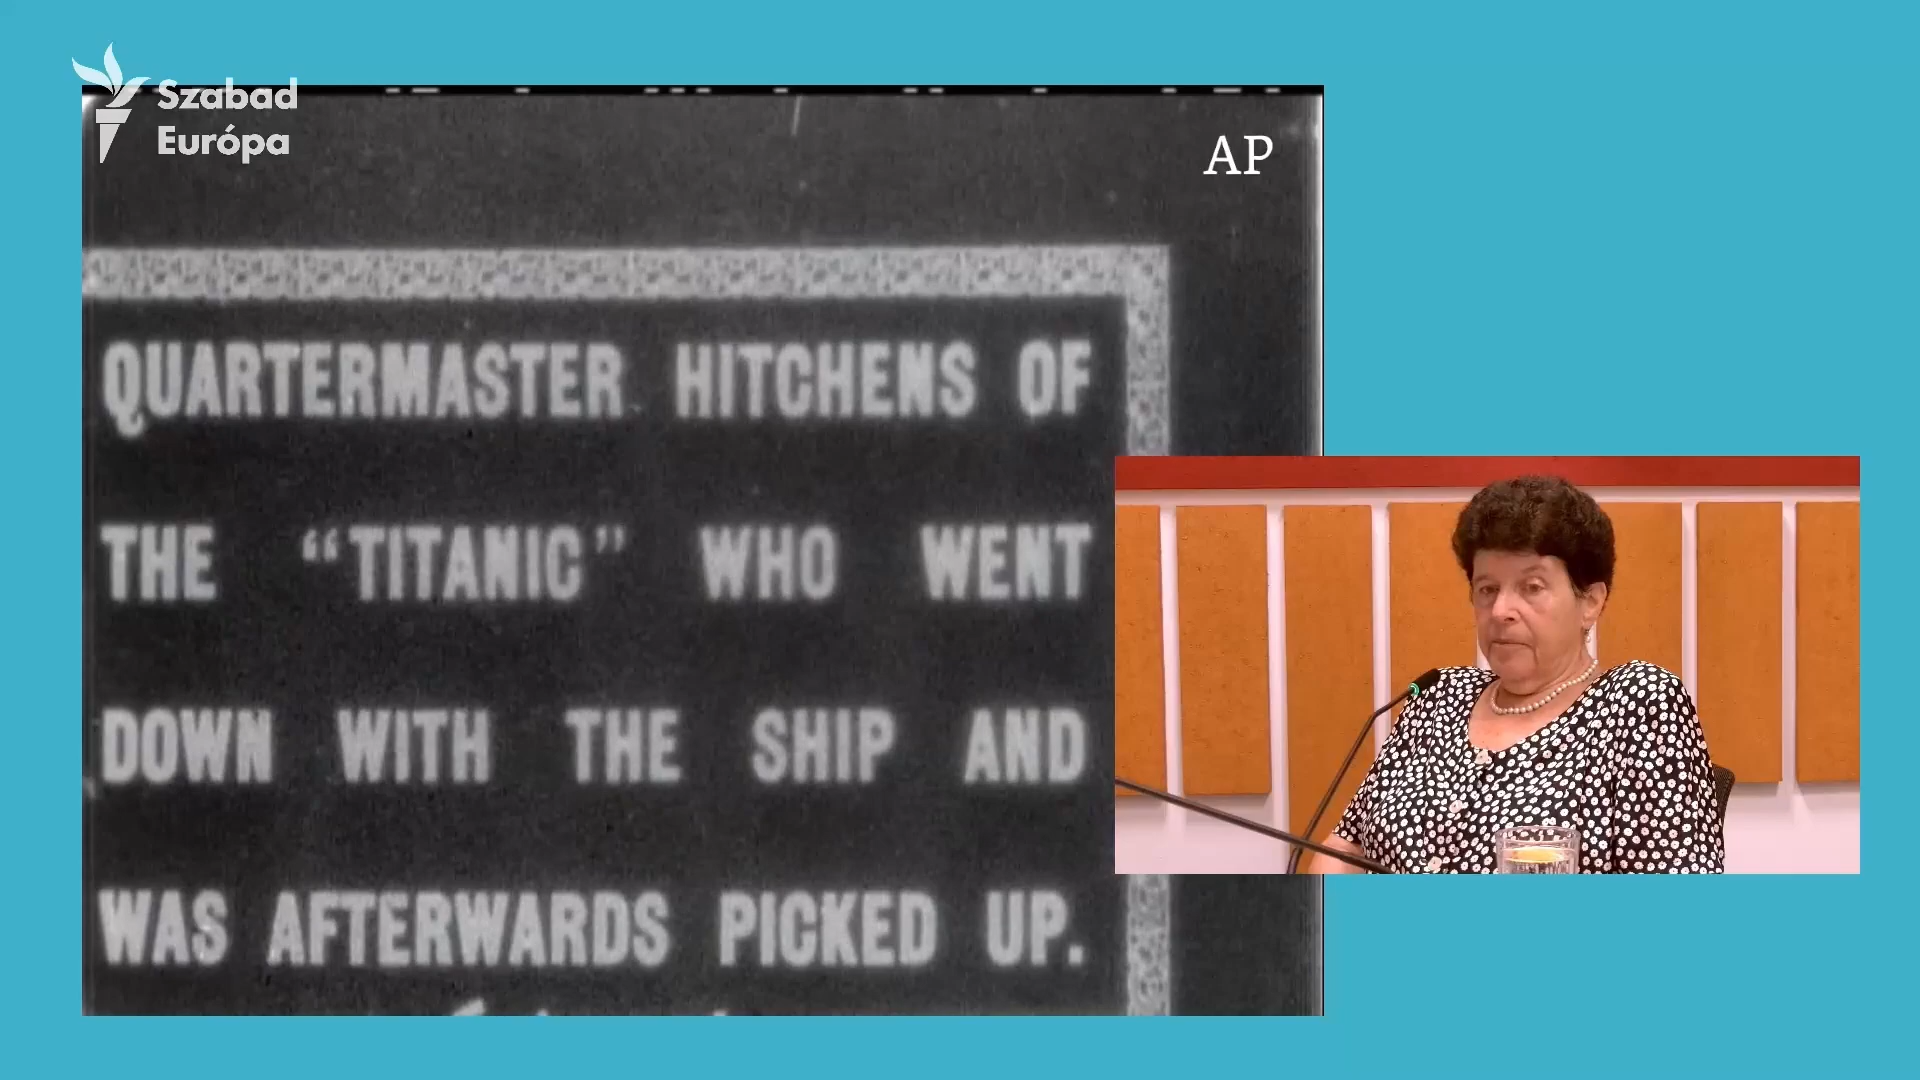 Szabad
Európa
AP
QUARTERMASTER HITCHENS OF
THE “TITANIC” WHO WENT
DOWN WITH THE SHIP AND
WAS AFTERWARDS PICKED UP.